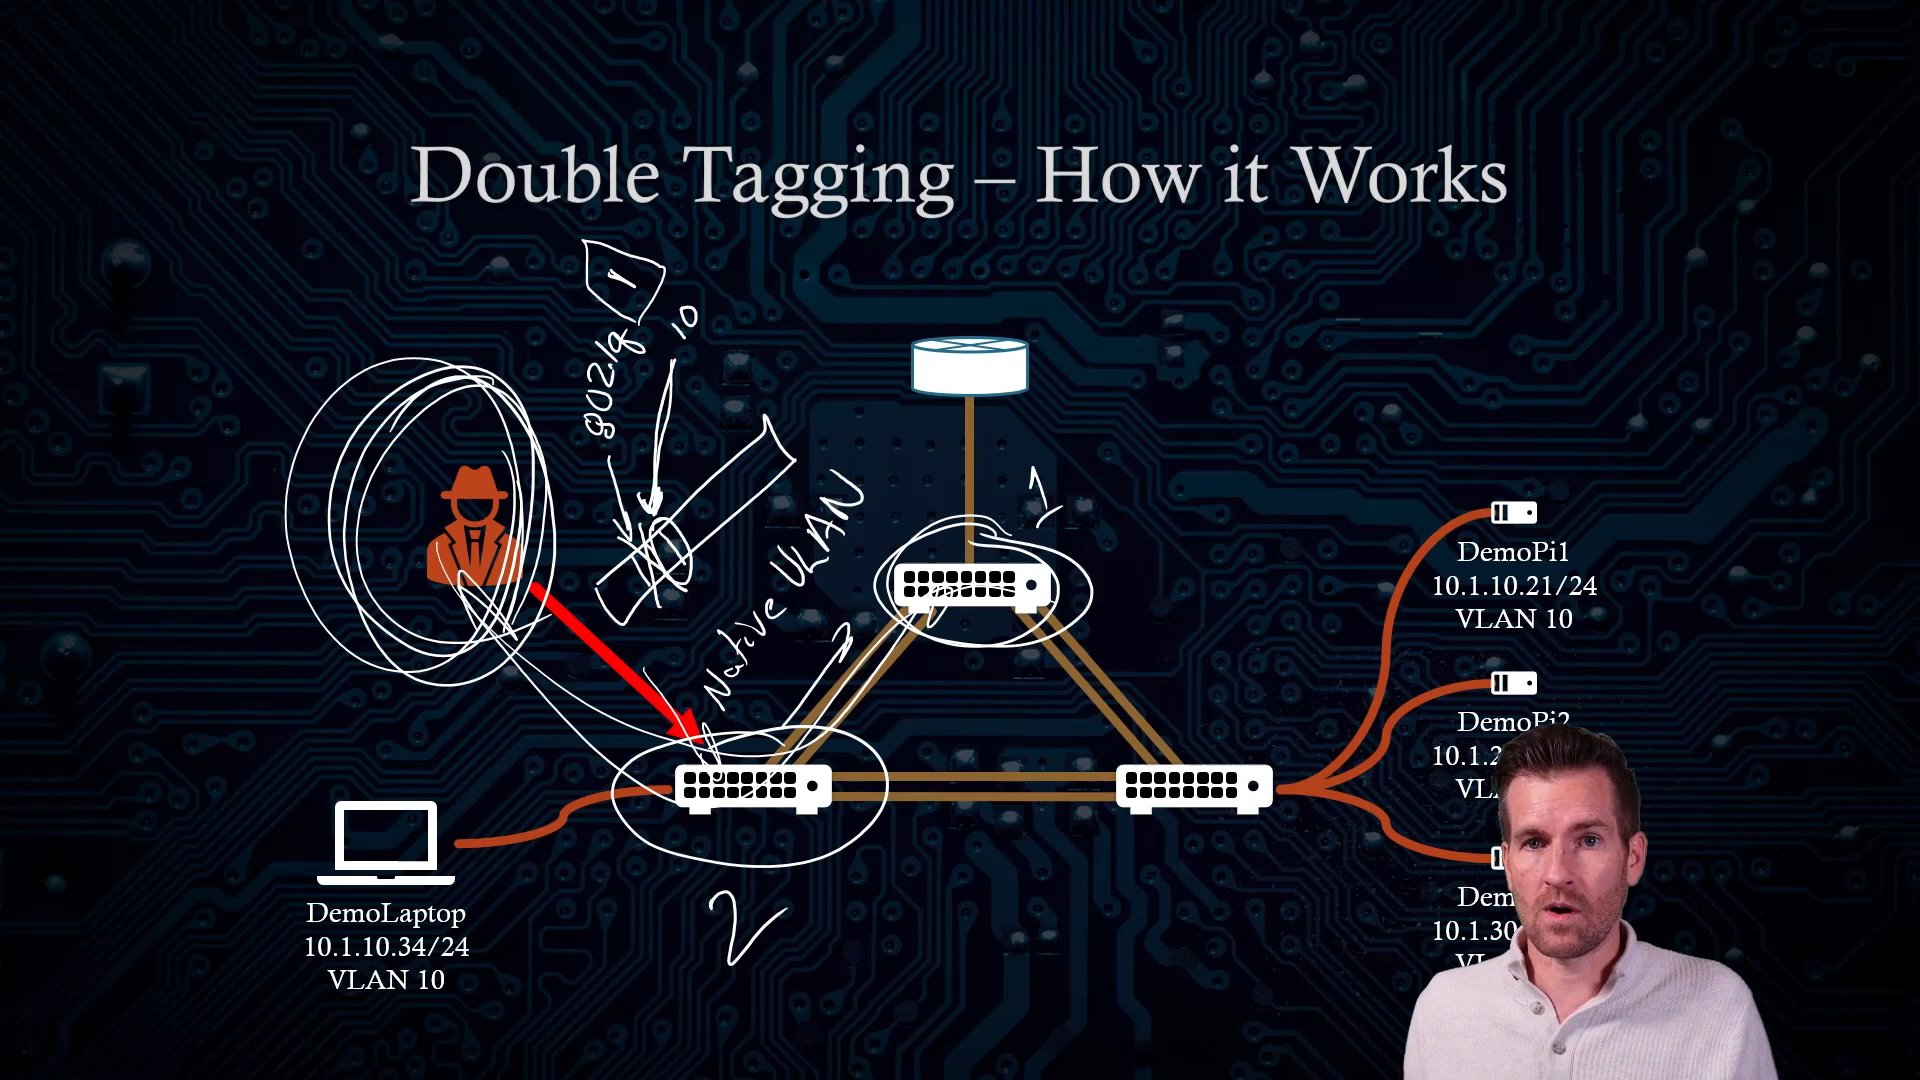 Double Tagging – How it Works
1
802.1q
10
Native VLAN
1
2
DemoPi1
10.1.10.21/24
VLAN 10
DemoPi2
DemoLaptop
10.1.10.34/24
VLAN 10